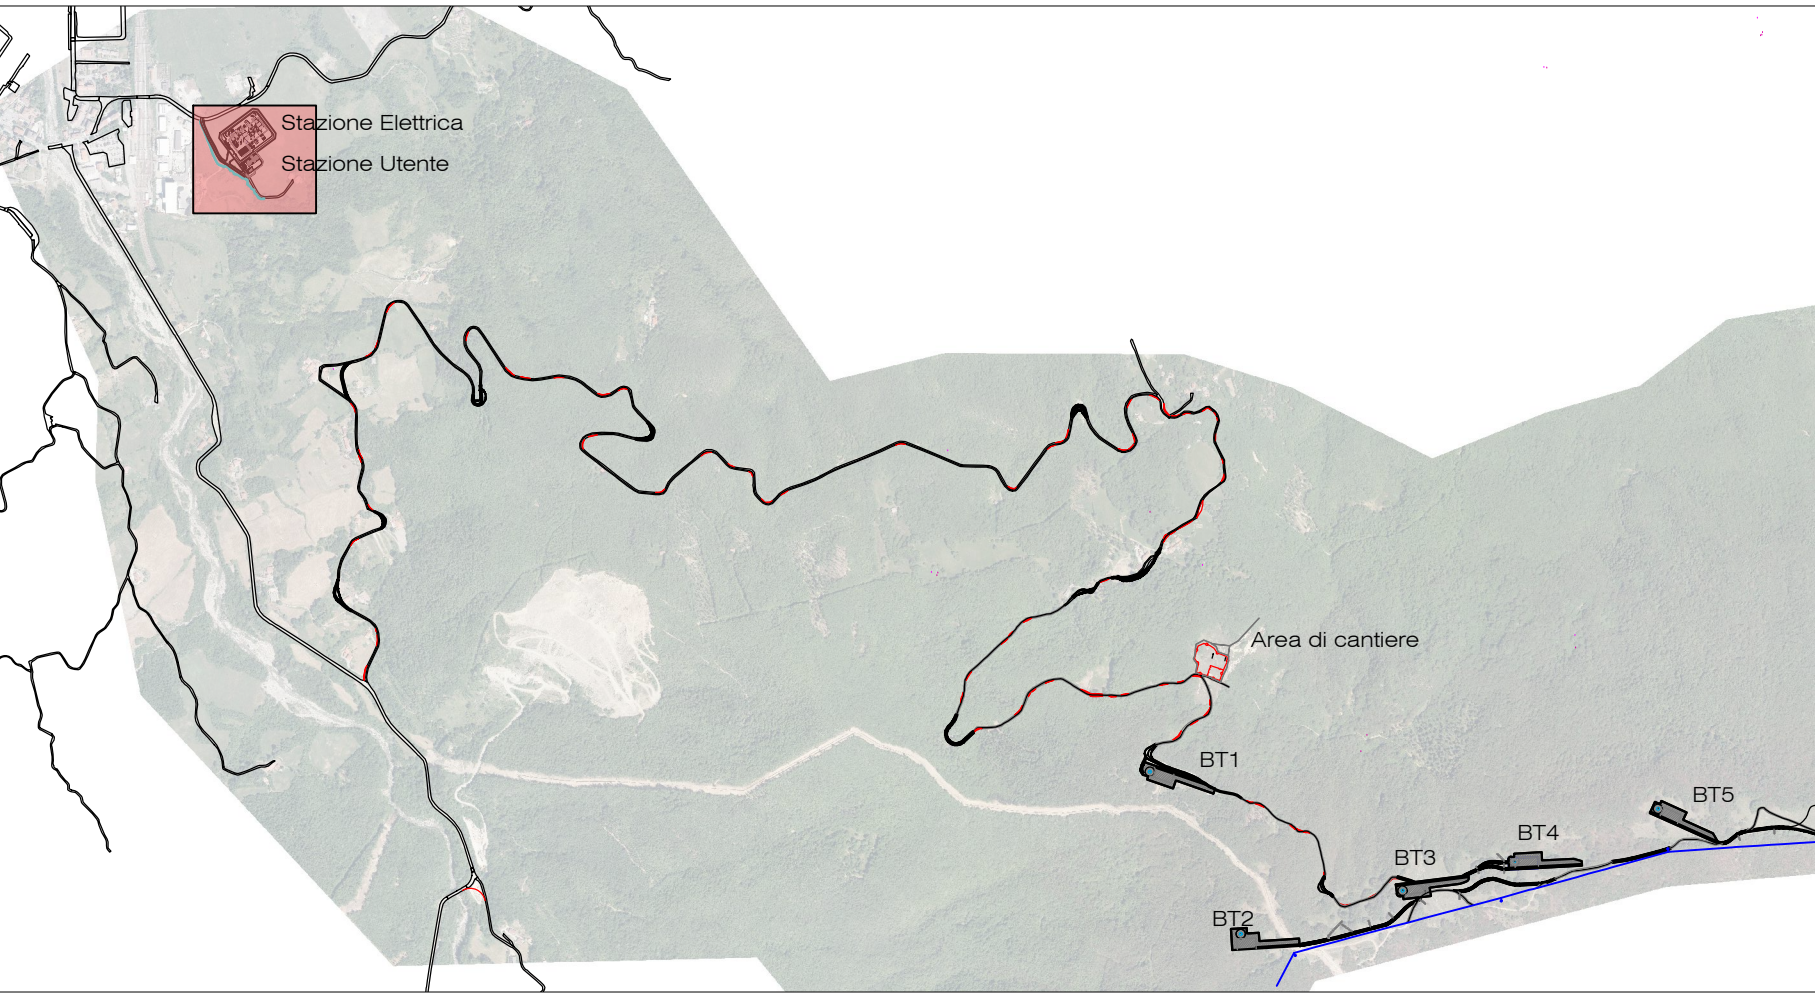 Stazione Elettrica
Stazione Utente
Area di cantiere
BT1
BT5
BT4
BT3
BT2